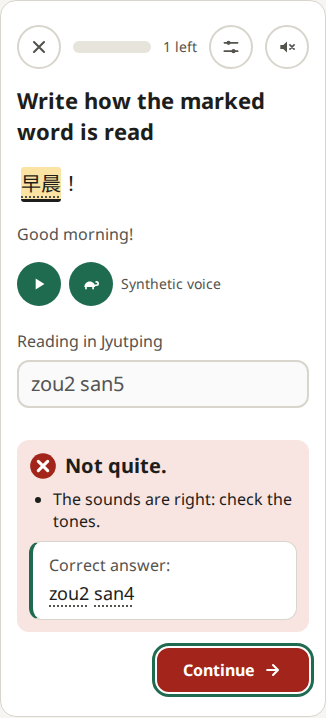 1 left
Write how the marked
word is read
早晨！
Good morning!
Synthetic voice
Reading in Jyutping
zou2 san5
Not quite.
• The sounds are right: check the
tones.
Correct answer:
zou2 san4
Continue →